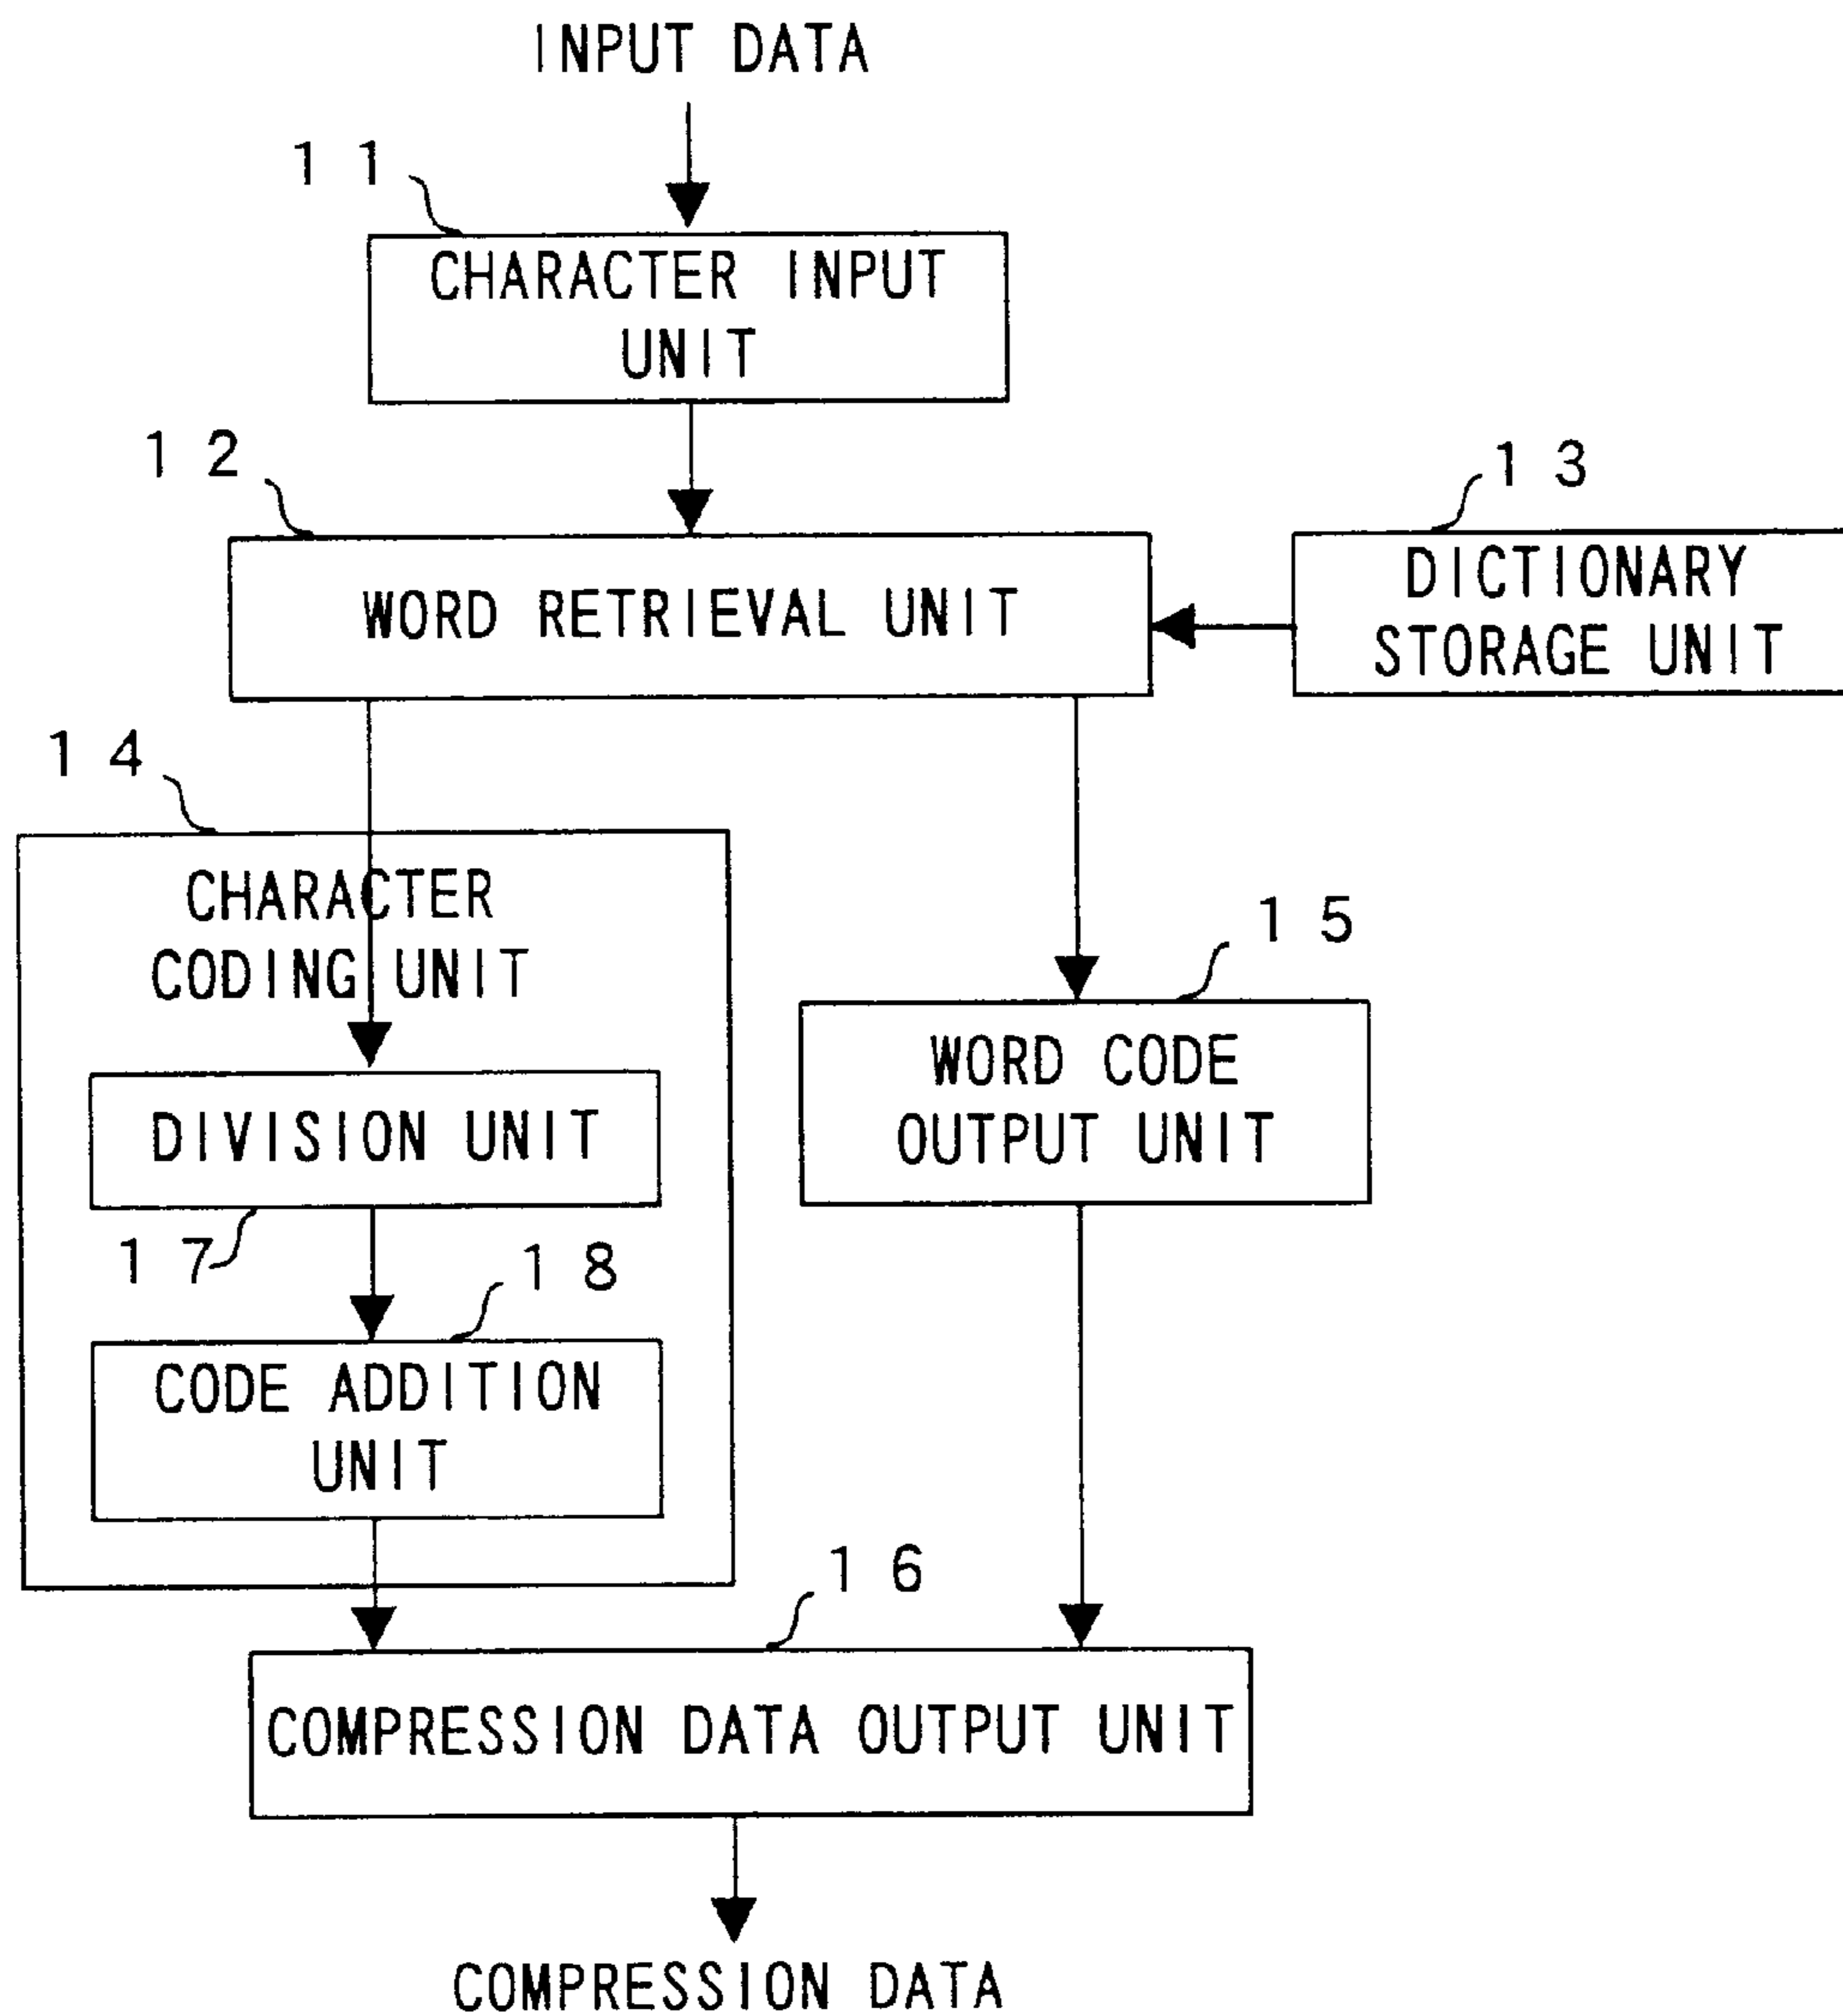 INPUT DATA
11
CHARACTER INPUT
UNIT
12
13
WORD RETRIEVAL UNIT
DICTIONARY
STORAGE UNIT
14
CHARACTER
CODING UNIT
15
WORD CODE
OUTPUT UNIT
DIVISION UNIT
17
18
CODE ADDITION
UNIT
16
COMPRESSION DATA OUTPUT UNIT
COMPRESSION DATA